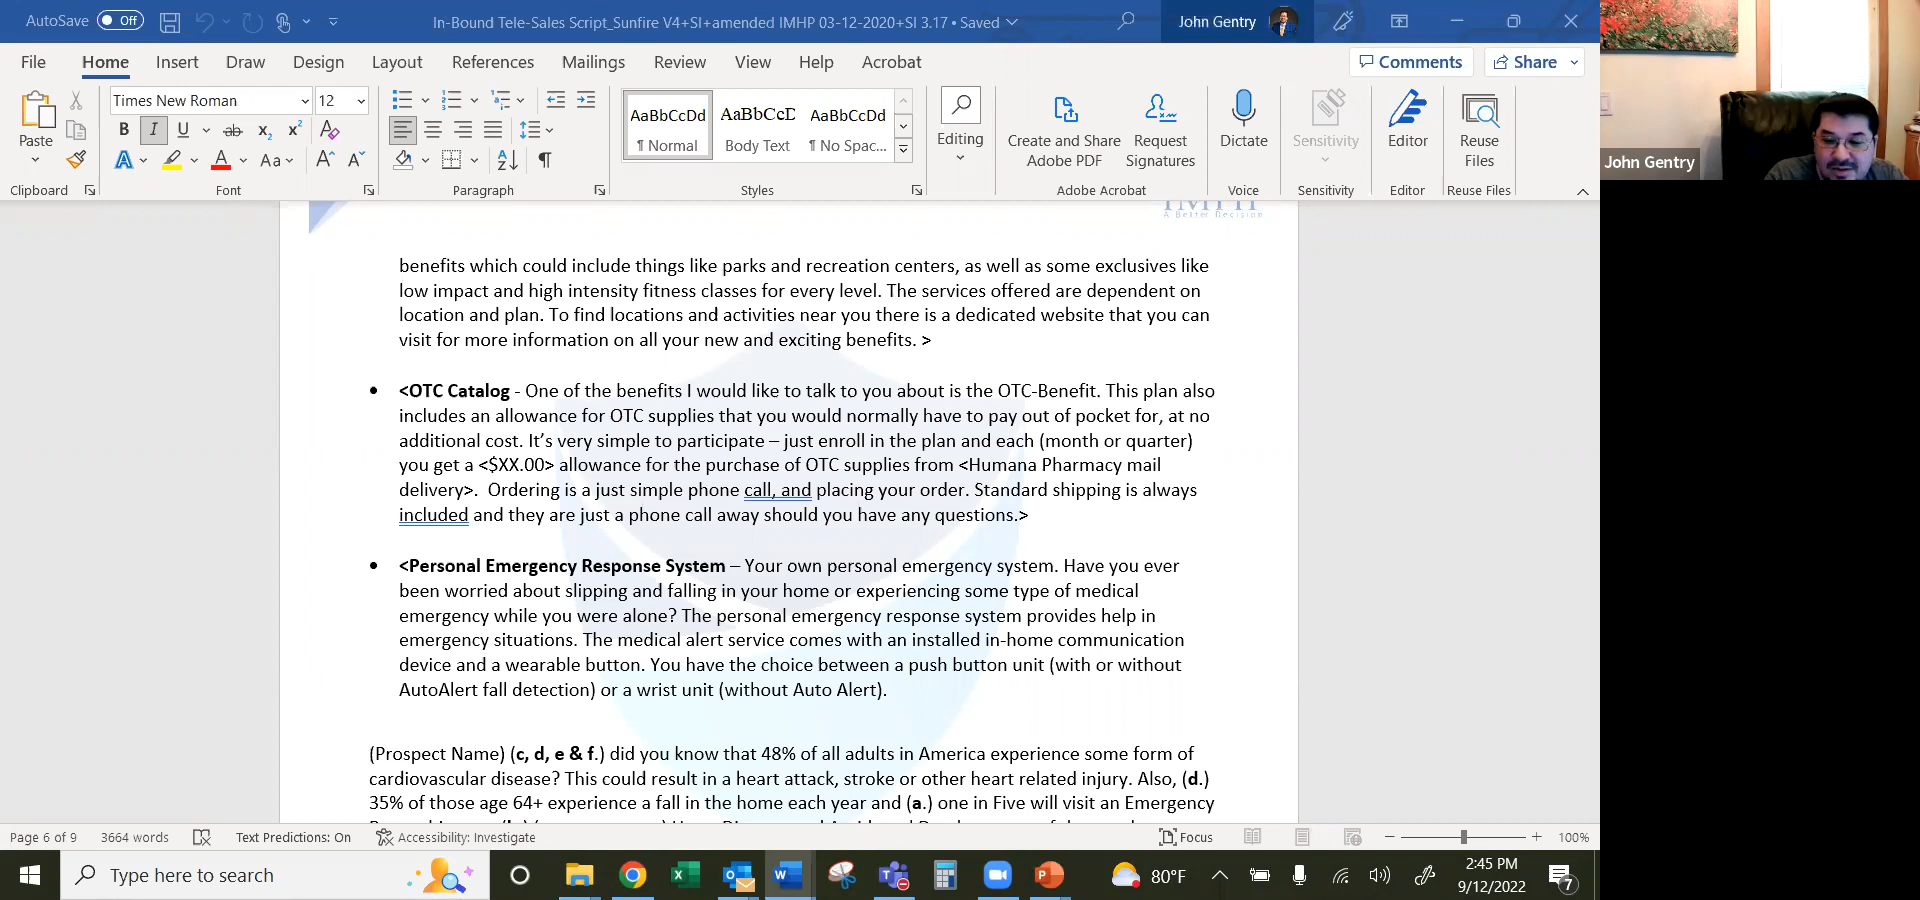 AutoSave Off
In-Bound Tele-Sales Script_Sunfire V4+SI+amended IMHP 03-12-2020+SI 3.17 • Saved
John Gentry
File Home Insert Draw Design Layout References Mailings Review View Help Acrobat
Comments Share
Times New Roman 12
Paste
B I U ab x₂ x² A
A A Aa A A
AaBbCcDd AaBbCcD AaBbCcDd
¶ Normal Body Text ¶ No Spac...
Editing
Create and Share Adobe PDF
Request Signatures
Dictate
Sensitivity
Editor
Reuse Files
Clipboard Font Paragraph Styles Adobe Acrobat Voice Sensitivity Editor Reuse Files
John Gentry
A Better Decision
benefits which could include things like parks and recreation centers, as well as some exclusives like
low impact and high intensity fitness classes for every level. The services offered are dependent on
location and plan. To find locations and activities near you there is a dedicated website that you can
visit for more information on all your new and exciting benefits. >
• <OTC Catalog - One of the benefits I would like to talk to you about is the OTC-Benefit. This plan also
includes an allowance for OTC supplies that you would normally have to pay out of pocket for, at no
additional cost. It’s very simple to participate – just enroll in the plan and each (month or quarter)
you get a <$XX.00> allowance for the purchase of OTC supplies from <Humana Pharmacy mail
delivery>. Ordering is a just simple phone call, and placing your order. Standard shipping is always
included and they are just a phone call away should you have any questions.>
• <Personal Emergency Response System – Your own personal emergency system. Have you ever
been worried about slipping and falling in your home or experiencing some type of medical
emergency while you were alone? The personal emergency response system provides help in
emergency situations. The medical alert service comes with an installed in-home communication
device and a wearable button. You have the choice between a push button unit (with or without
AutoAlert fall detection) or a wrist unit (without Auto Alert).
(Prospect Name) (c, d, e & f.) did you know that 48% of all adults in America experience some form of
cardiovascular disease? This could result in a heart attack, stroke or other heart related injury. Also, (d.)
35% of those age 64+ experience a fall in the home each year and (a.) one in Five will visit an Emergency
Page 6 of 9 3664 words Text Predictions: On Accessibility: Investigate Focus 100%
Type here to search
80°F
2:45 PM
9/12/2022
7